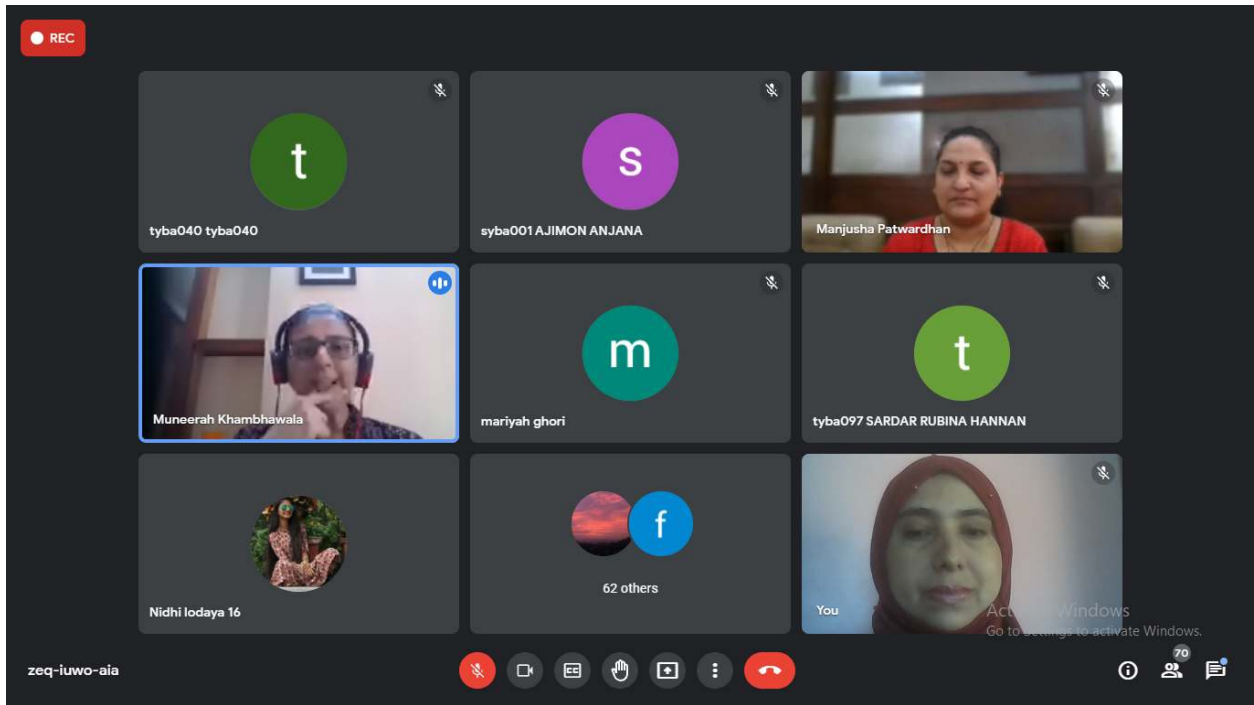 REC
t
tyba040 tyba040
s
syba001 AJIMON ANJANA
Manjusha Patwardhan
Muneerah Khambhawala
m
mariyah ghori
t
tyba097 SARDAR RUBINA HANNAN
Nidhi lodaya 16
f
62 others
You
Activate Windows
Go to Settings to activate Windows.
zeq-iuwo-aia
CC
70